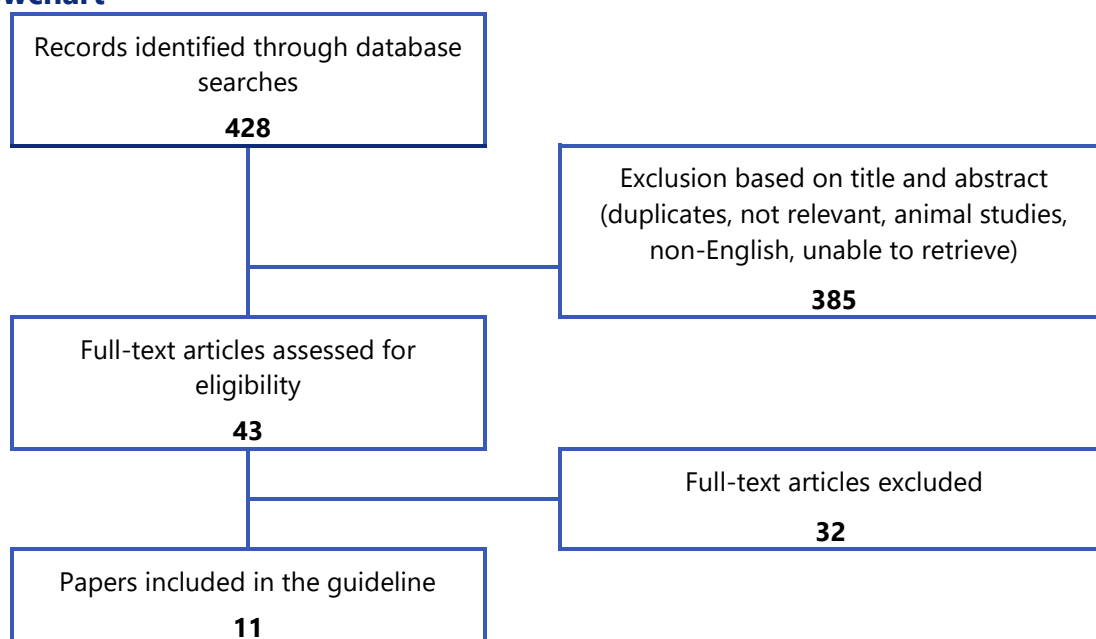 Records identified through database
searches
428
Exclusion based on title and abstract
(duplicates, not relevant, animal studies,
non-English, unable to retrieve)
385
Full-text articles assessed for
eligibility
43
Full-text articles excluded
32
Papers included in the guideline
11